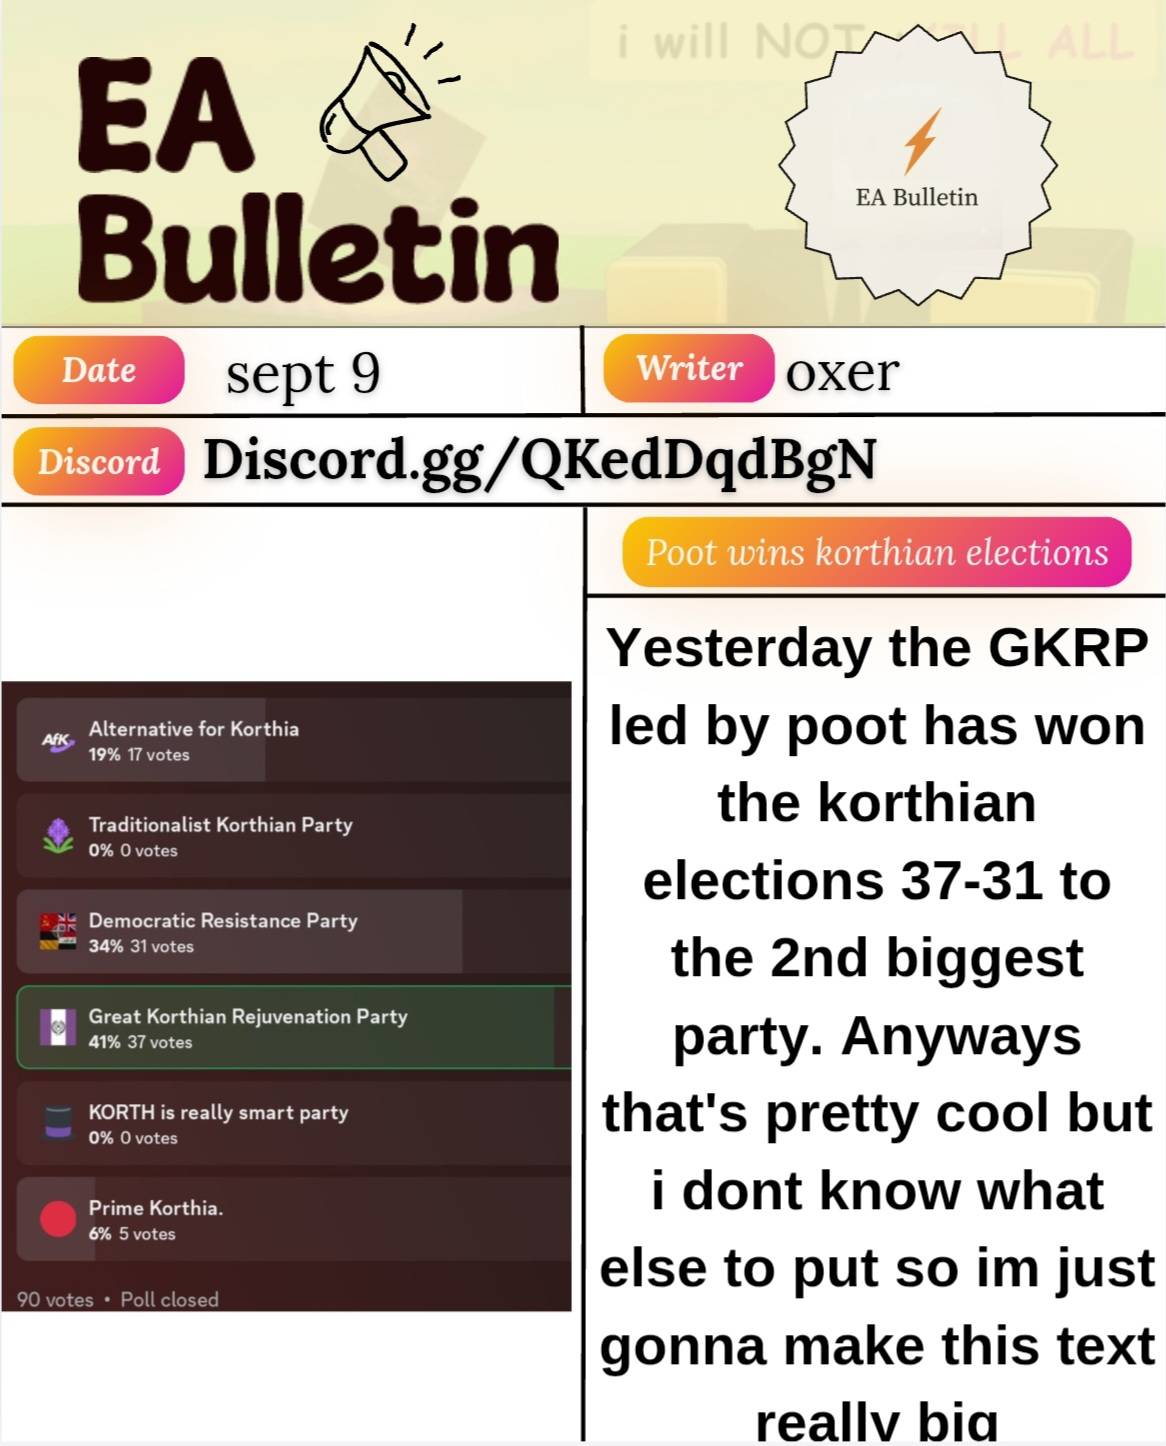 i will NOT ALL
EA
Bulletin
EA Bulletin
Date sept 9
Writer oxer
Discord Discord.gg/QKedDqdBgN
Alternative for Korthia
19% 17 votes
Traditionalist Korthian Party
0% 0 votes
Democratic Resistance Party
34% 31 votes
Great Korthian Rejuvenation Party
41% 37 votes
KORTH is really smart party
0% 0 votes
Prime Korthia.
6% 5 votes
90 votes • Poll closed
Poot wins korthian elections
Yesterday the GKRP
led by poot has won
the korthian
elections 37-31 to
the 2nd biggest
party. Anyways
that's pretty cool but
i dont know what
else to put so im just
gonna make this text
really big
AfK